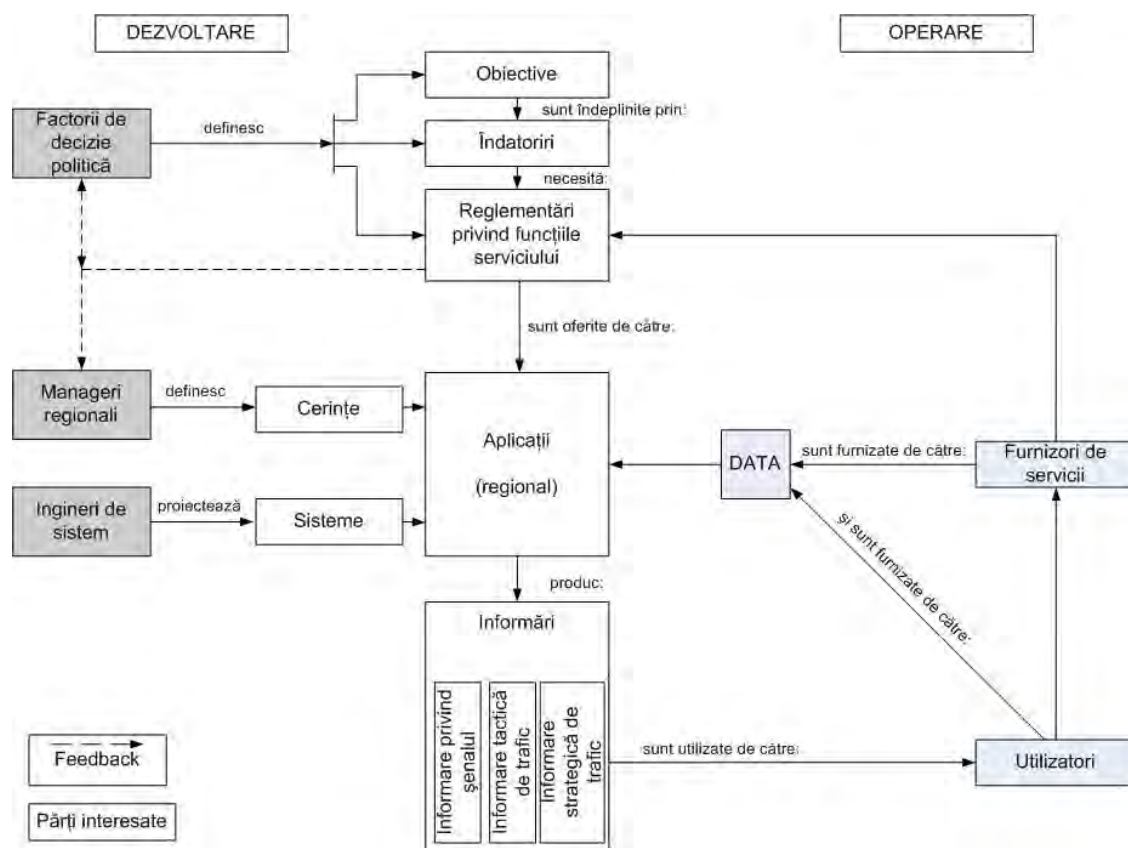 DEZVOLTARE
OPERARE
Obiective
sunt îndeplinite prin:
Factorii de
decizie
politică
definesc
Îndatoriri
necesită:
Reglementări
privind funcțiile
serviciului
sunt oferite de către:
Manageri
regionali
definesc
Cerințe
Aplicații
(regional)
DATA
sunt furnizate de către:
Furnizori de
servicii
Ingineri de
sistem
proiectează
Sisteme
și sunt furnizate de către:
produc:
Informări
Informare privind
șenalul
Informare tactică
de trafic
Informare
strategică de
trafic
sunt utilizate de către:
Utilizatori
Feedback
Părți interesate